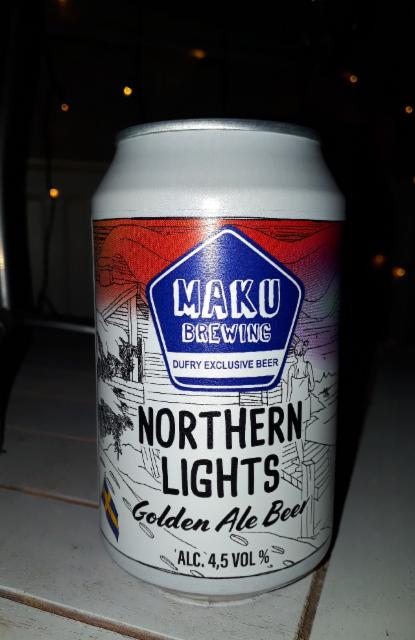 MAKU
BREWING
DUFRY EXCLUSIVE BEER
NORTHERN
LIGHTS
Golden Ale Beer
ALC. 4,5 VOL %